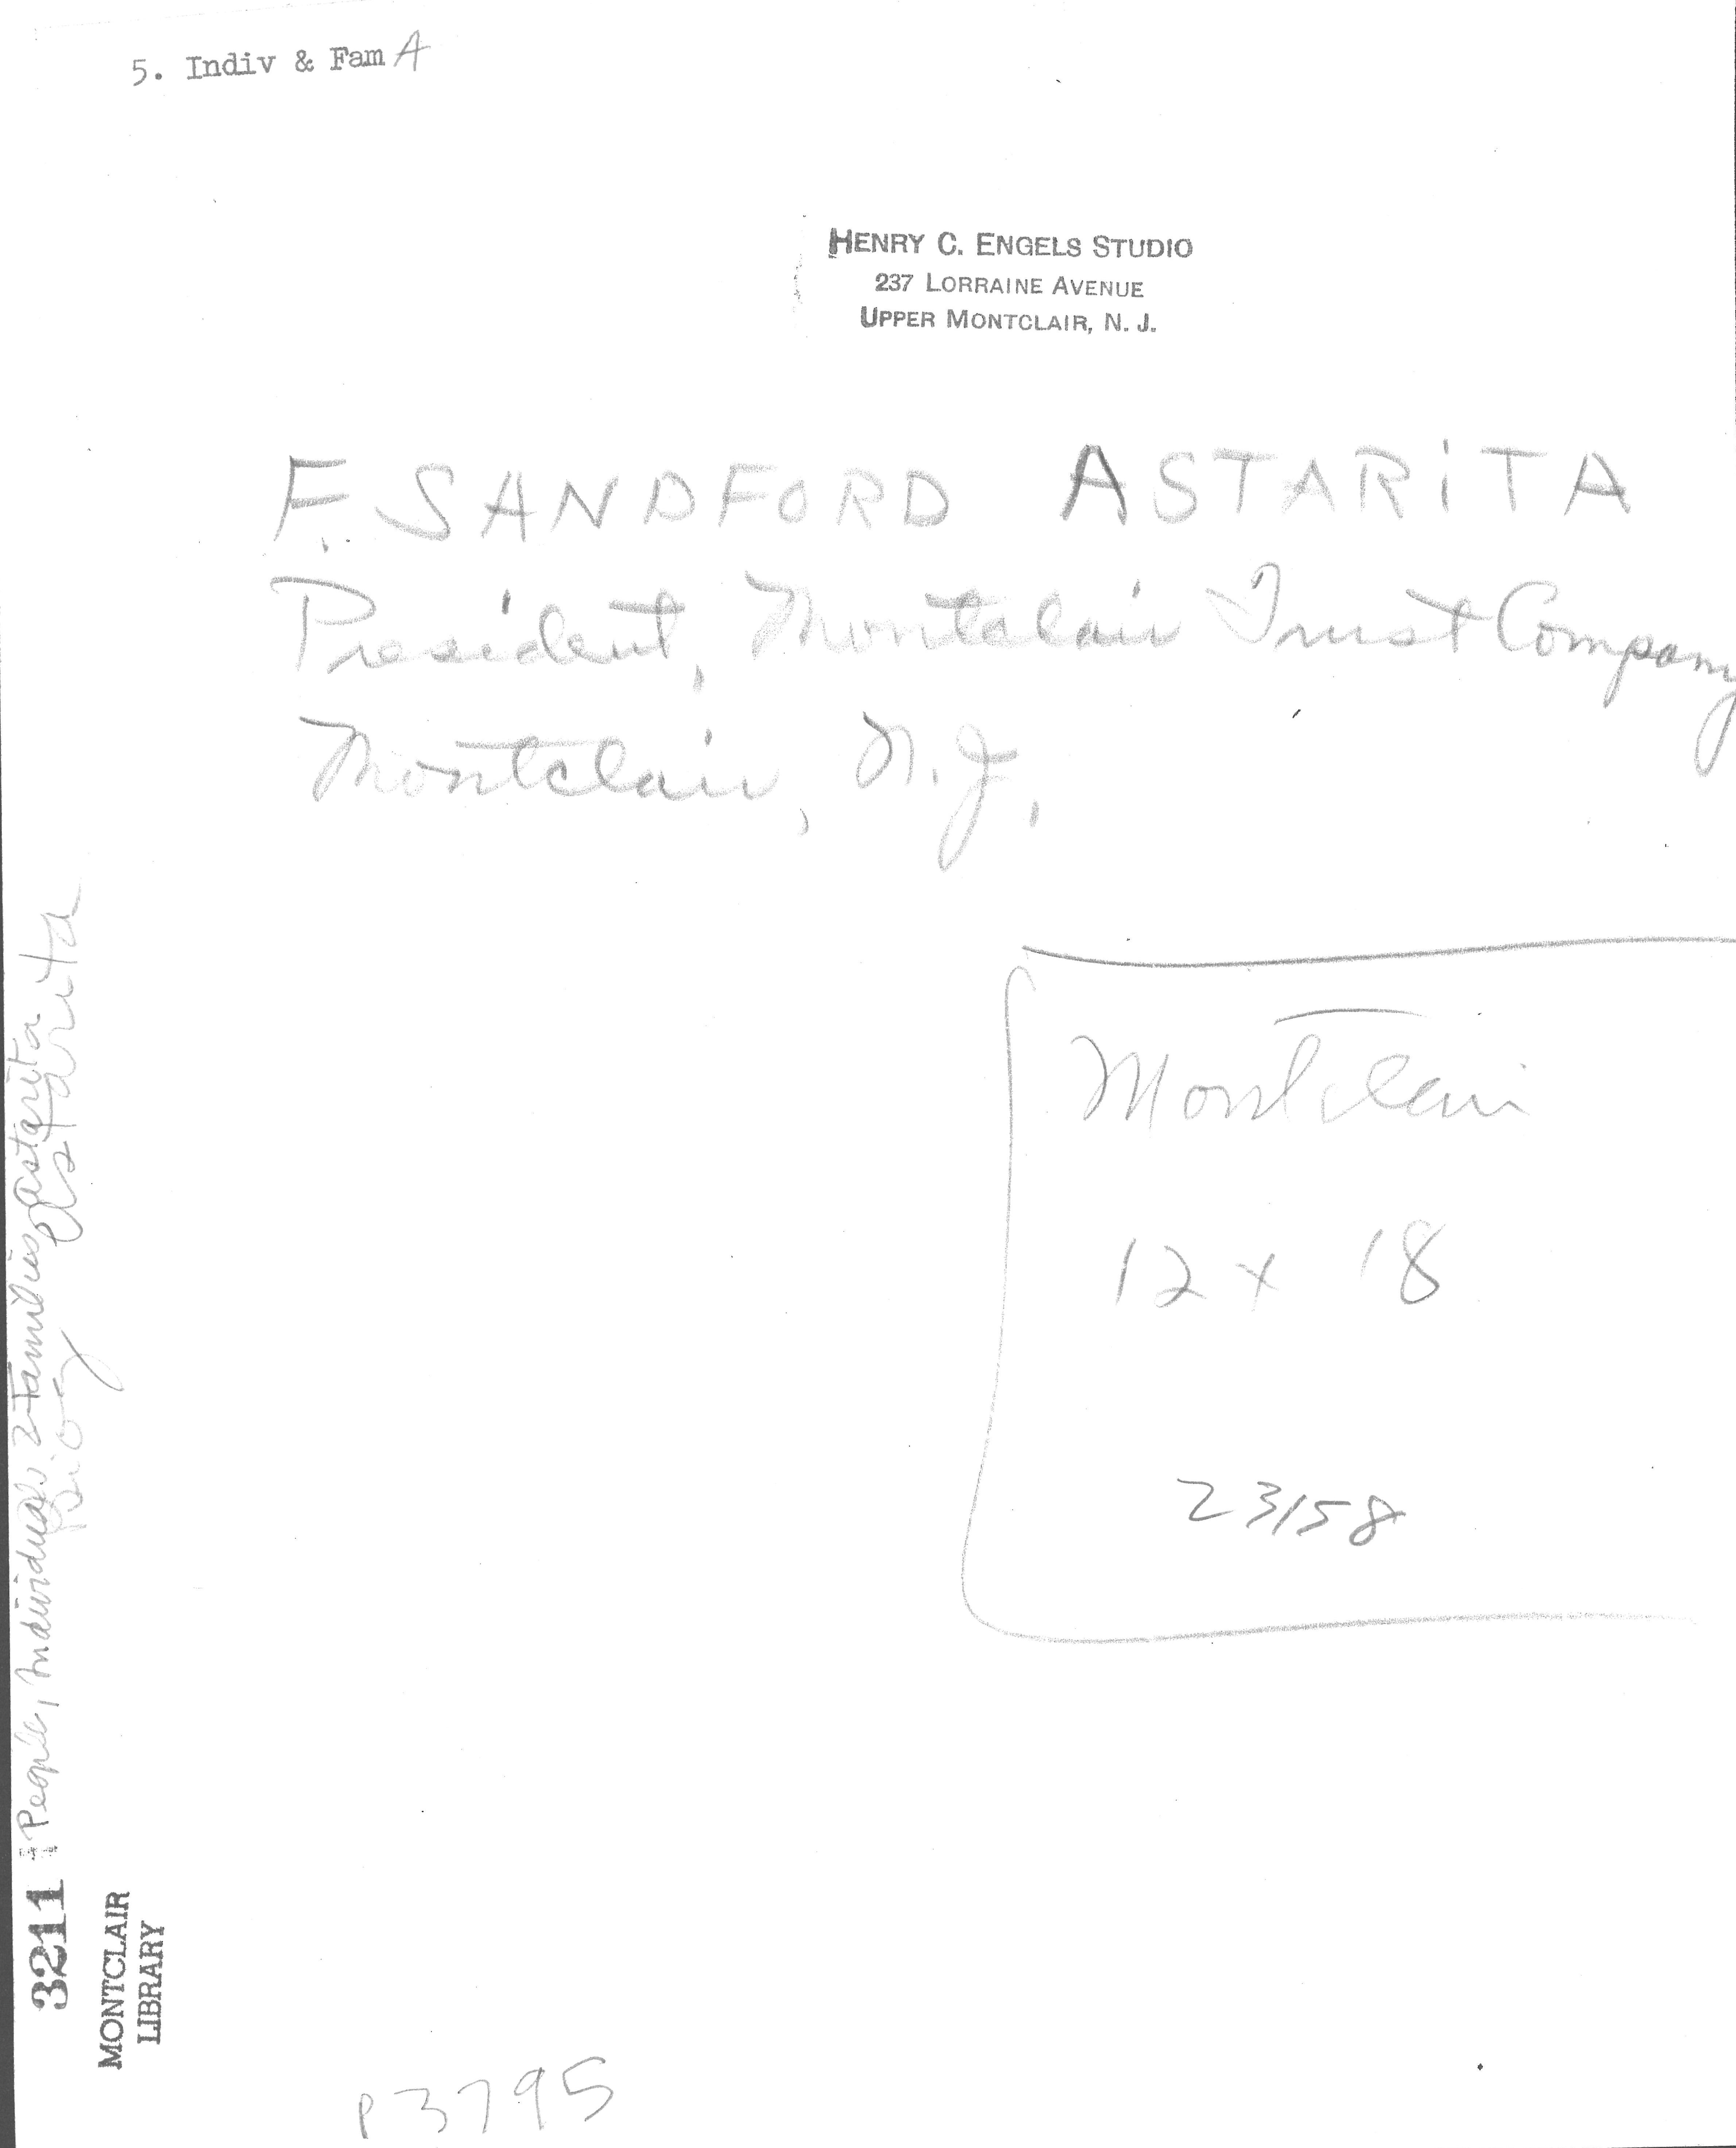 5. Indiv & Fam A
HENRY C. ENGELS STUDIO
237 LORRAINE AVENUE
UPPER MONTCLAIR, N. J.
F. SANDFORD ASTARITA
President, Montclair Trust Company
Montclair, N.J.
Montclair
12 x 18
23158
People, Individuals & Families, Astarita
Astarita
3211
MONTCLAIR
LIBRARY
P3795